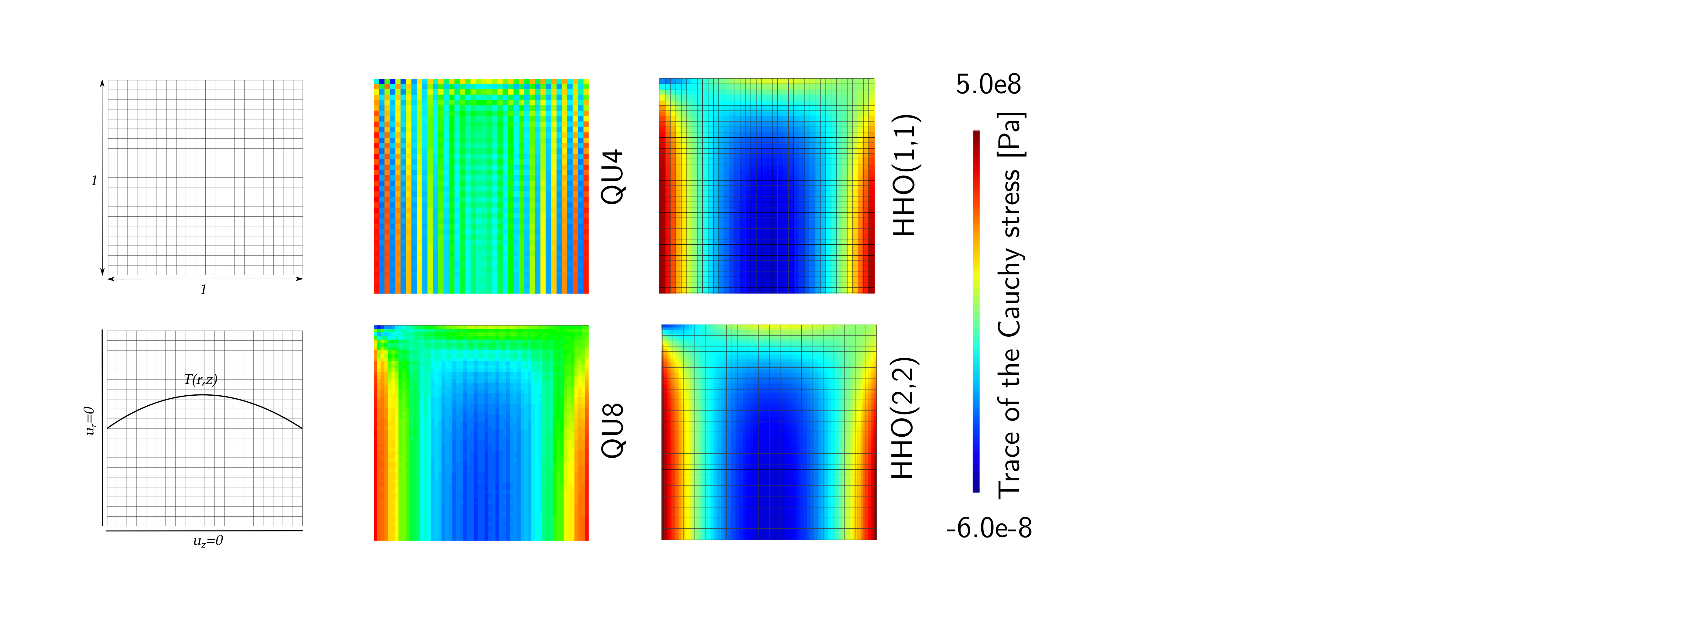 1
1
QU4
HHO(1,1)
T(r,z)
u_r=0
u_z=0
QU8
HHO(2,2)
5.0e8
Trace of the Cauchy stress [Pa]
-6.0e-8